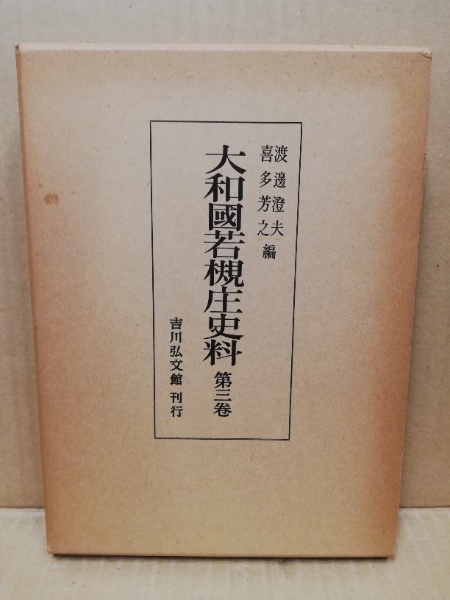 渡邊澄夫
喜多芳之編
大和國若槻庄史料 第三卷
吉川弘文館 刊行